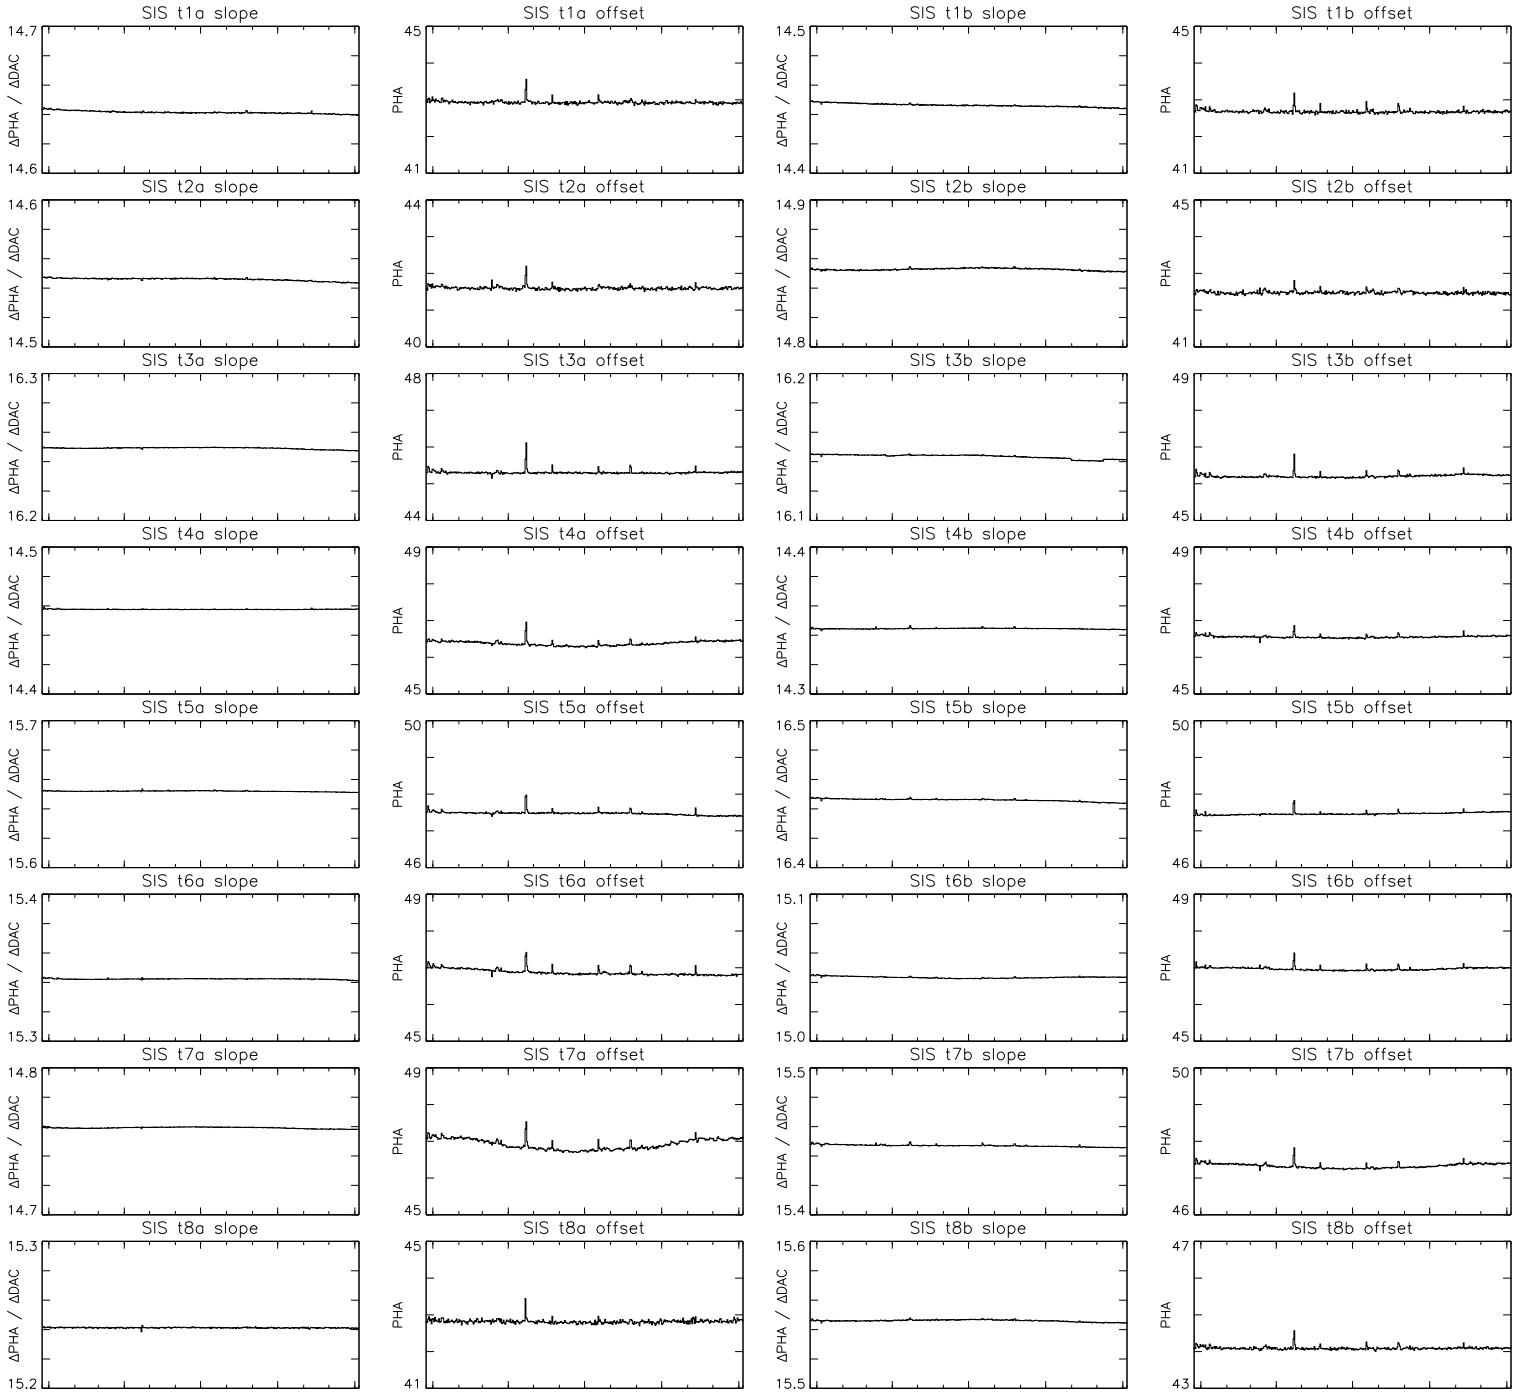 SIS t1a slope SIS t1a offset SIS t1b slope SIS t1b offset
14.7 45 14.5 45
ΔPHA / ΔDAC PHA ΔPHA / ΔDAC PHA
14.6 41 14.4 41
SIS t2a slope SIS t2a offset SIS t2b slope SIS t2b offset
14.6 44 14.9 45
ΔPHA / ΔDAC PHA ΔPHA / ΔDAC PHA
14.5 40 14.8 41
SIS t3a slope SIS t3a offset SIS t3b slope SIS t3b offset
16.3 48 16.2 49
ΔPHA / ΔDAC PHA ΔPHA / ΔDAC PHA
16.2 44 16.1 45
SIS t4a slope SIS t4a offset SIS t4b slope SIS t4b offset
14.5 49 14.4 49
ΔPHA / ΔDAC PHA ΔPHA / ΔDAC PHA
14.4 45 14.3 45
SIS t5a slope SIS t5a offset SIS t5b slope SIS t5b offset
15.7 50 16.5 50
ΔPHA / ΔDAC PHA ΔPHA / ΔDAC PHA
15.6 46 16.4 46
SIS t6a slope SIS t6a offset SIS t6b slope SIS t6b offset
15.4 49 15.1 49
ΔPHA / ΔDAC PHA ΔPHA / ΔDAC PHA
15.3 45 15.0 45
SIS t7a slope SIS t7a offset SIS t7b slope SIS t7b offset
14.8 49 15.5 50
ΔPHA / ΔDAC PHA ΔPHA / ΔDAC PHA
14.7 45 15.4 46
SIS t8a slope SIS t8a offset SIS t8b slope SIS t8b offset
15.3 45 15.6 47
ΔPHA / ΔDAC PHA ΔPHA / ΔDAC PHA
15.2 41 15.5 43